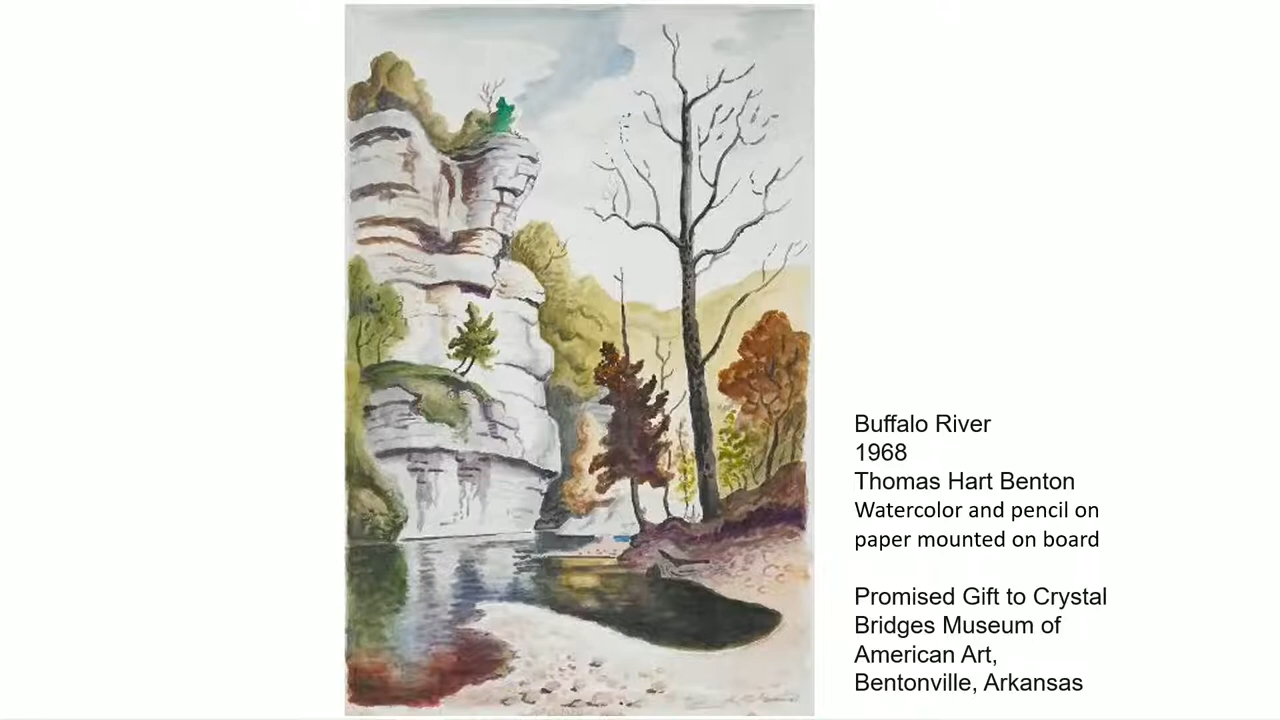 Buffalo River
1968
Thomas Hart Benton
Watercolor and pencil on
paper mounted on board
Promised Gift to Crystal
Bridges Museum of
American Art,
Bentonville, Arkansas